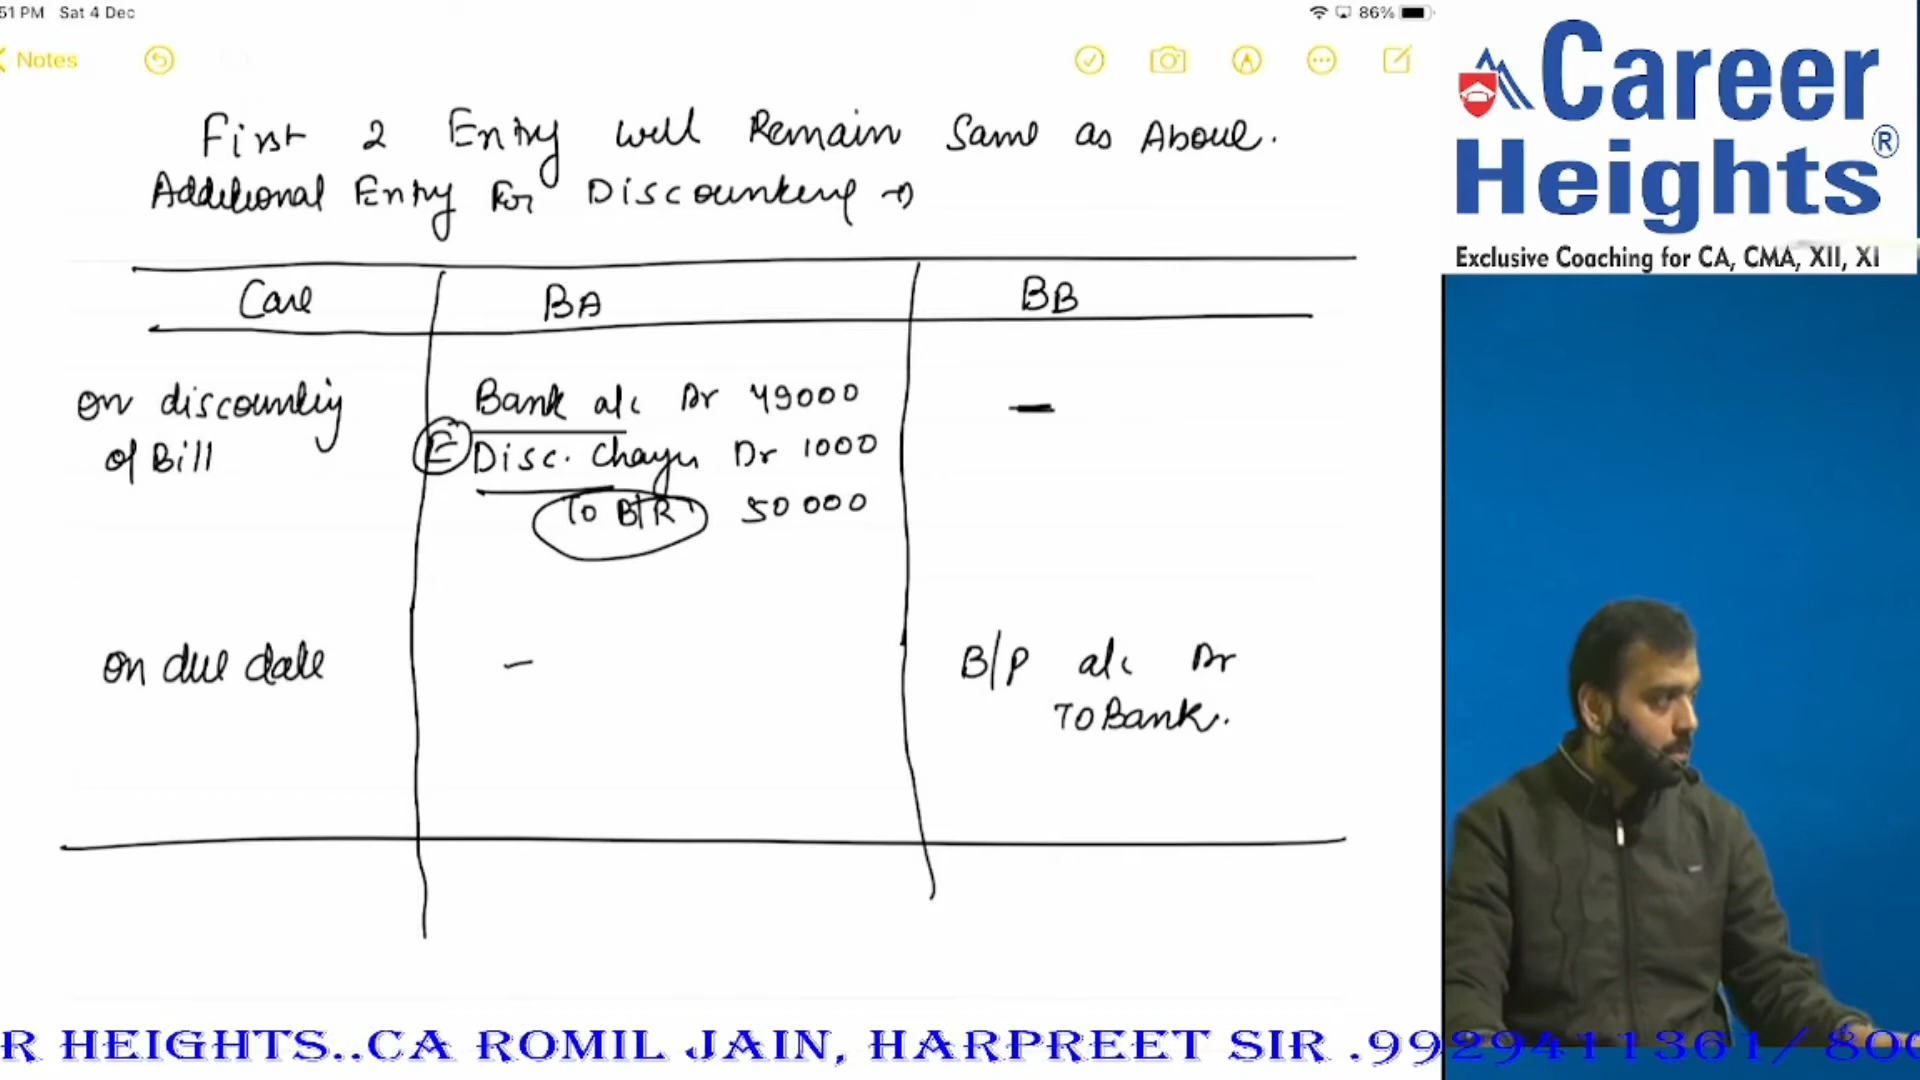 51 PM Sat 4 Dec
86%
Notes
First 2 Entry will Remain Same as Above.
Additional Entry For Discounting
Case BA BB
on discounting of Bill
Bank a/c Dr 49000
E Disc. Charges Dr 1000
To B/R 50000
—
on due date
—
B/P a/c Dr
To Bank.
Career
Heights®
Exclusive Coaching for CA, CMA, XII, XI
R HEIGHTS..CA ROMIL JAIN, HARPREET SIR .9929411361/ 800